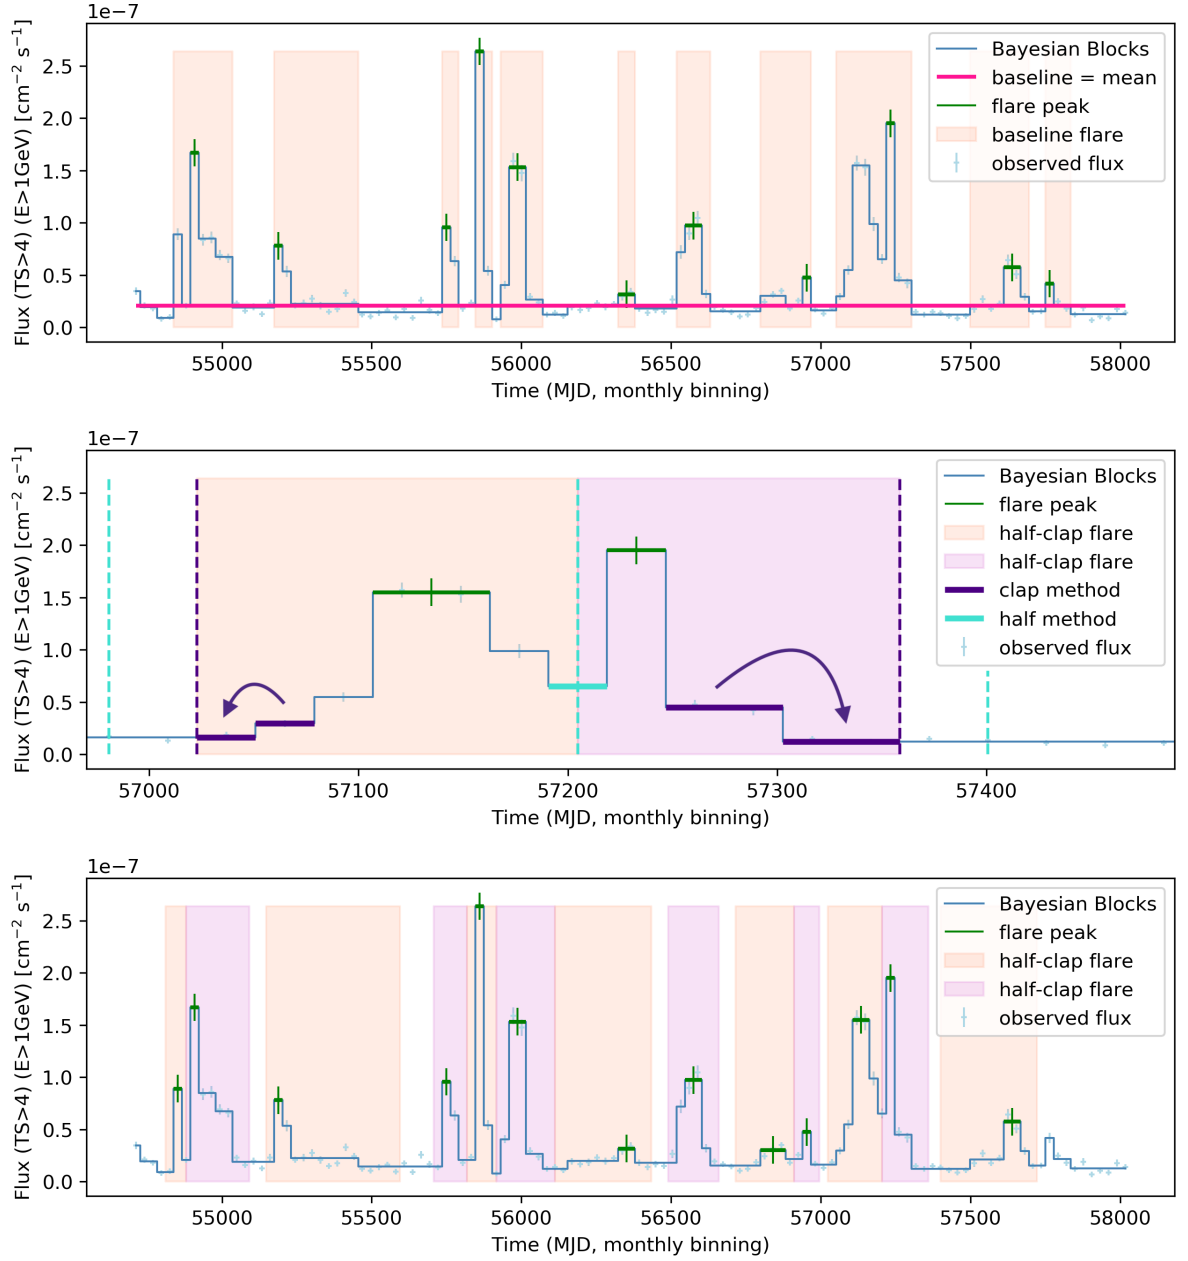 1e−7
Flux (TS>4) (E>1GeV) [cm⁻² s⁻¹]
2.5
2.0
1.5
1.0
0.5
0.0
Bayesian Blocks
baseline = mean
flare peak
baseline flare
observed flux
55000 55500 56000 56500 57000 57500 58000
Time (MJD, monthly binning)
1e−7
Flux (TS>4) (E>1GeV) [cm⁻² s⁻¹]
2.5
2.0
1.5
1.0
0.5
0.0
Bayesian Blocks
flare peak
half-clap flare
half-clap flare
clap method
half method
observed flux
57000 57100 57200 57300 57400
Time (MJD, monthly binning)
1e−7
Flux (TS>4) (E>1GeV) [cm⁻² s⁻¹]
2.5
2.0
1.5
1.0
0.5
0.0
Bayesian Blocks
flare peak
half-clap flare
half-clap flare
observed flux
55000 55500 56000 56500 57000 57500 58000
Time (MJD, monthly binning)